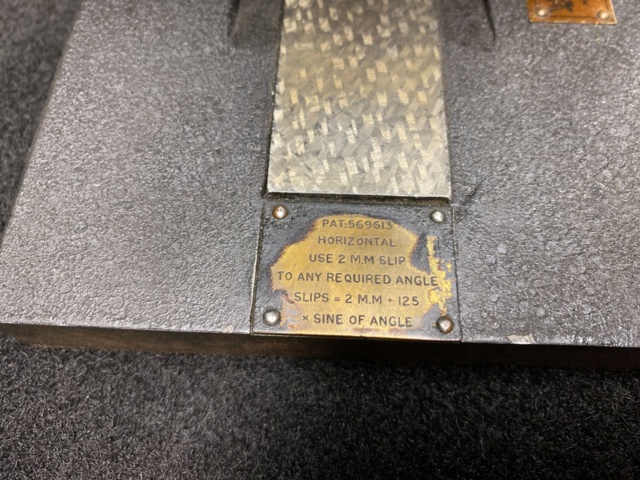 PAT:569613
HORIZONTAL
USE 2 M.M SLIP
TO ANY REQUIRED ANGLE
SLIPS = 2 M.M + 125
× SINE OF ANGLE